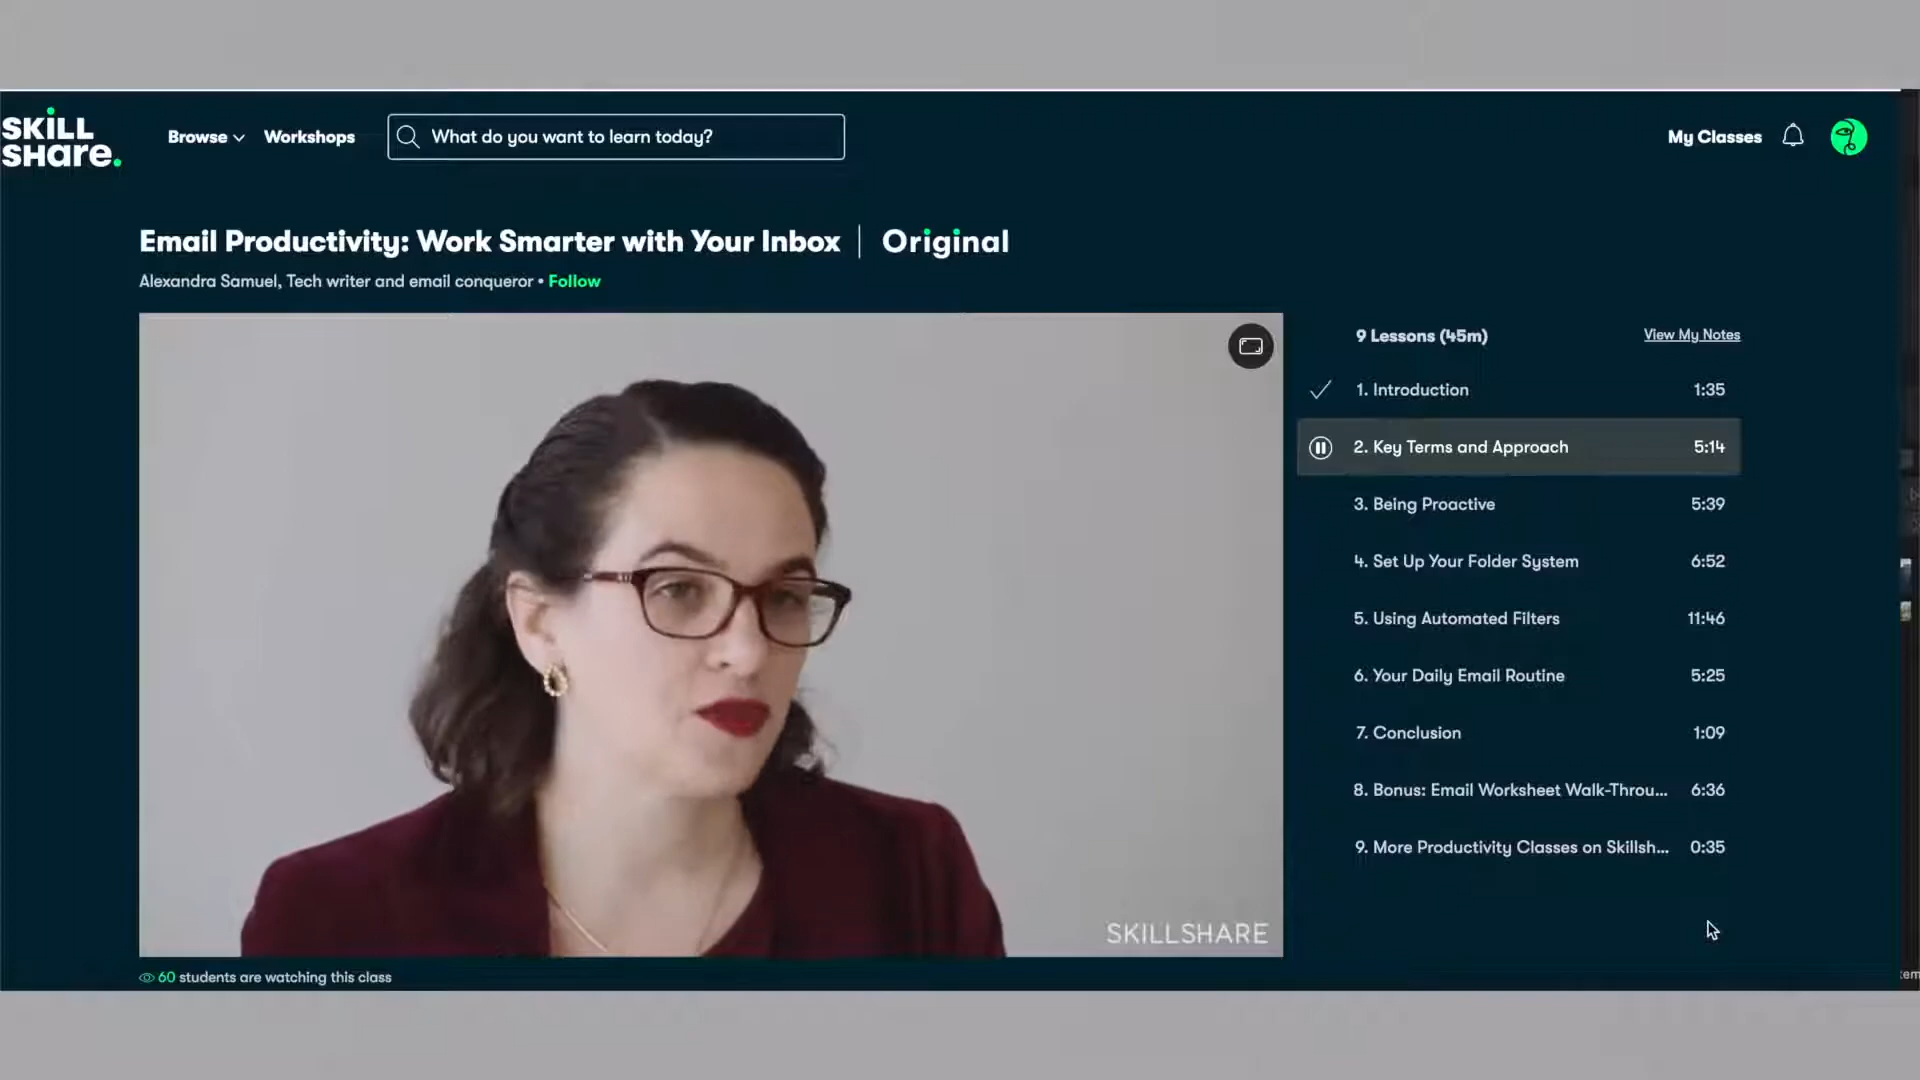 SKILL
SHare.
Browse
Workshops
What do you want to learn today?
My Classes
Email Productivity: Work Smarter with Your Inbox | Original
Alexandra Samuel, Tech writer and email conqueror • Follow
9 Lessons (45m)
View My Notes
1. Introduction 1:35
2. Key Terms and Approach 5:14
3. Being Proactive 5:39
4. Set Up Your Folder System 6:52
5. Using Automated Filters 11:46
6. Your Daily Email Routine 5:25
7. Conclusion 1:09
8. Bonus: Email Worksheet Walk-Throu... 6:36
9. More Productivity Classes on Skillsh... 0:35
SKILLSHARE
60 students are watching this class